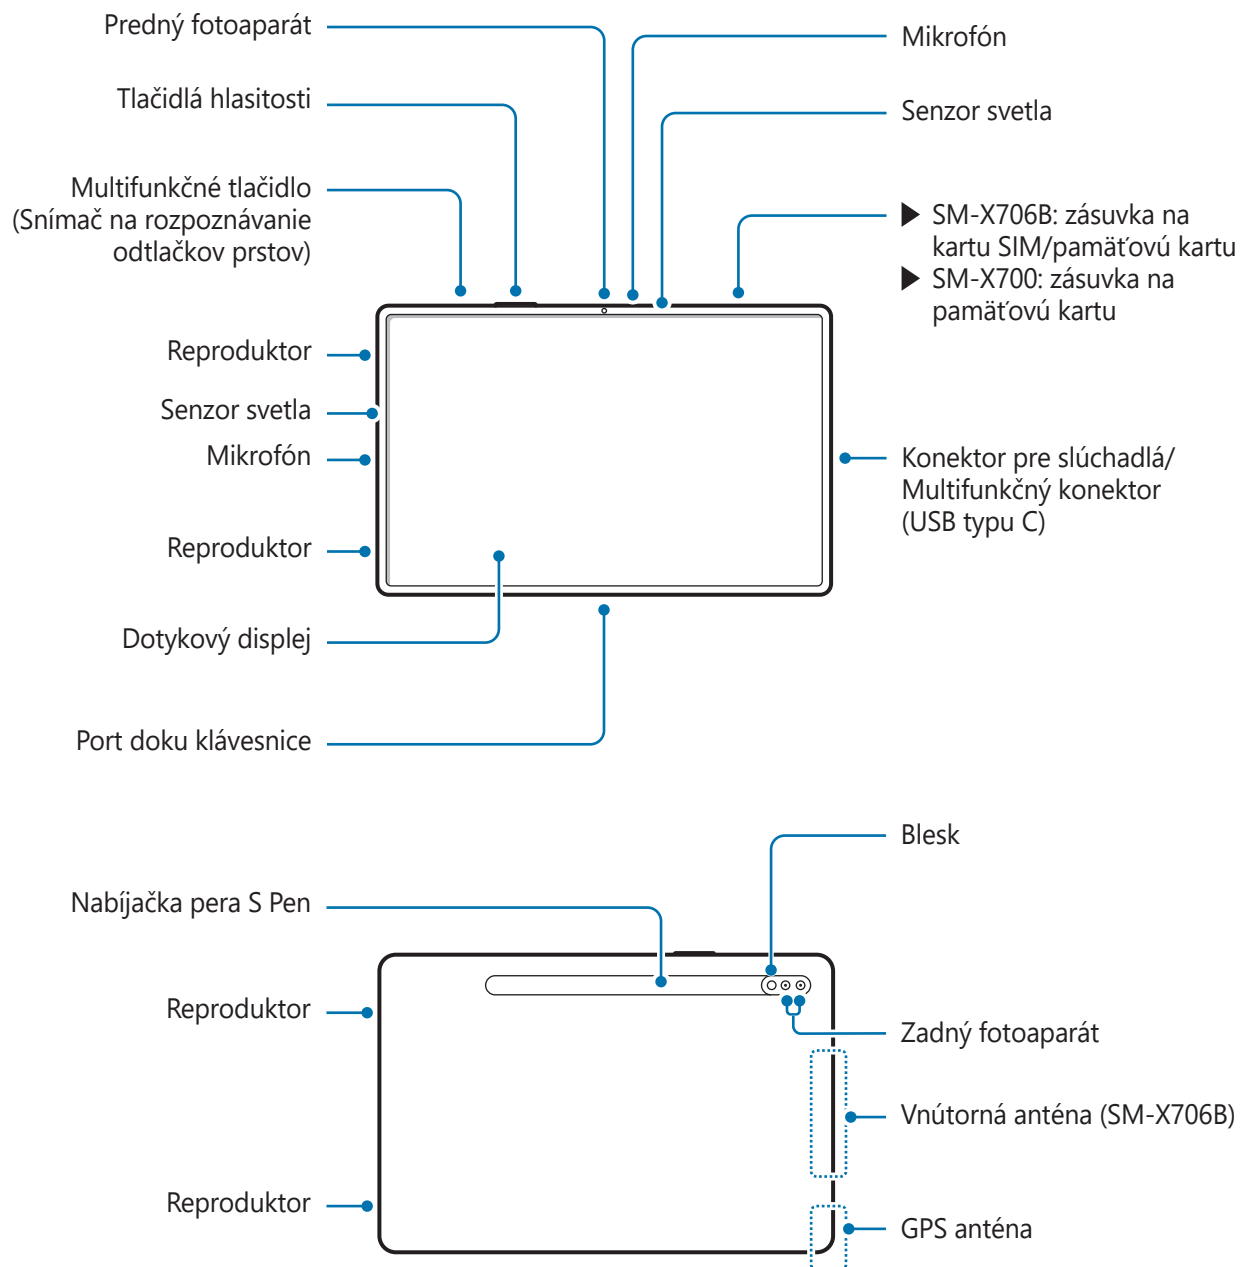 Predný fotoaparát
Tlačidlá hlasitosti
Multifunkčné tlačidlo
(Snímač na rozpoznávanie
odtlačkov prstov)
Reproduktor
Senzor svetla
Mikrofón
Reproduktor
Dotykový displej
Port doku klávesnice
Mikrofón
Senzor svetla
▶ SM-X706B: zásuvka na
kartu SIM/pamäťovú kartu
▶ SM-X700: zásuvka na
pamäťovú kartu
Konektor pre slúchadlá/
Multifunkčný konektor
(USB typu C)
Nabíjačka pera S Pen
Reproduktor
Reproduktor
Blesk
Zadný fotoaparát
Vnútorná anténa (SM-X706B)
GPS anténa